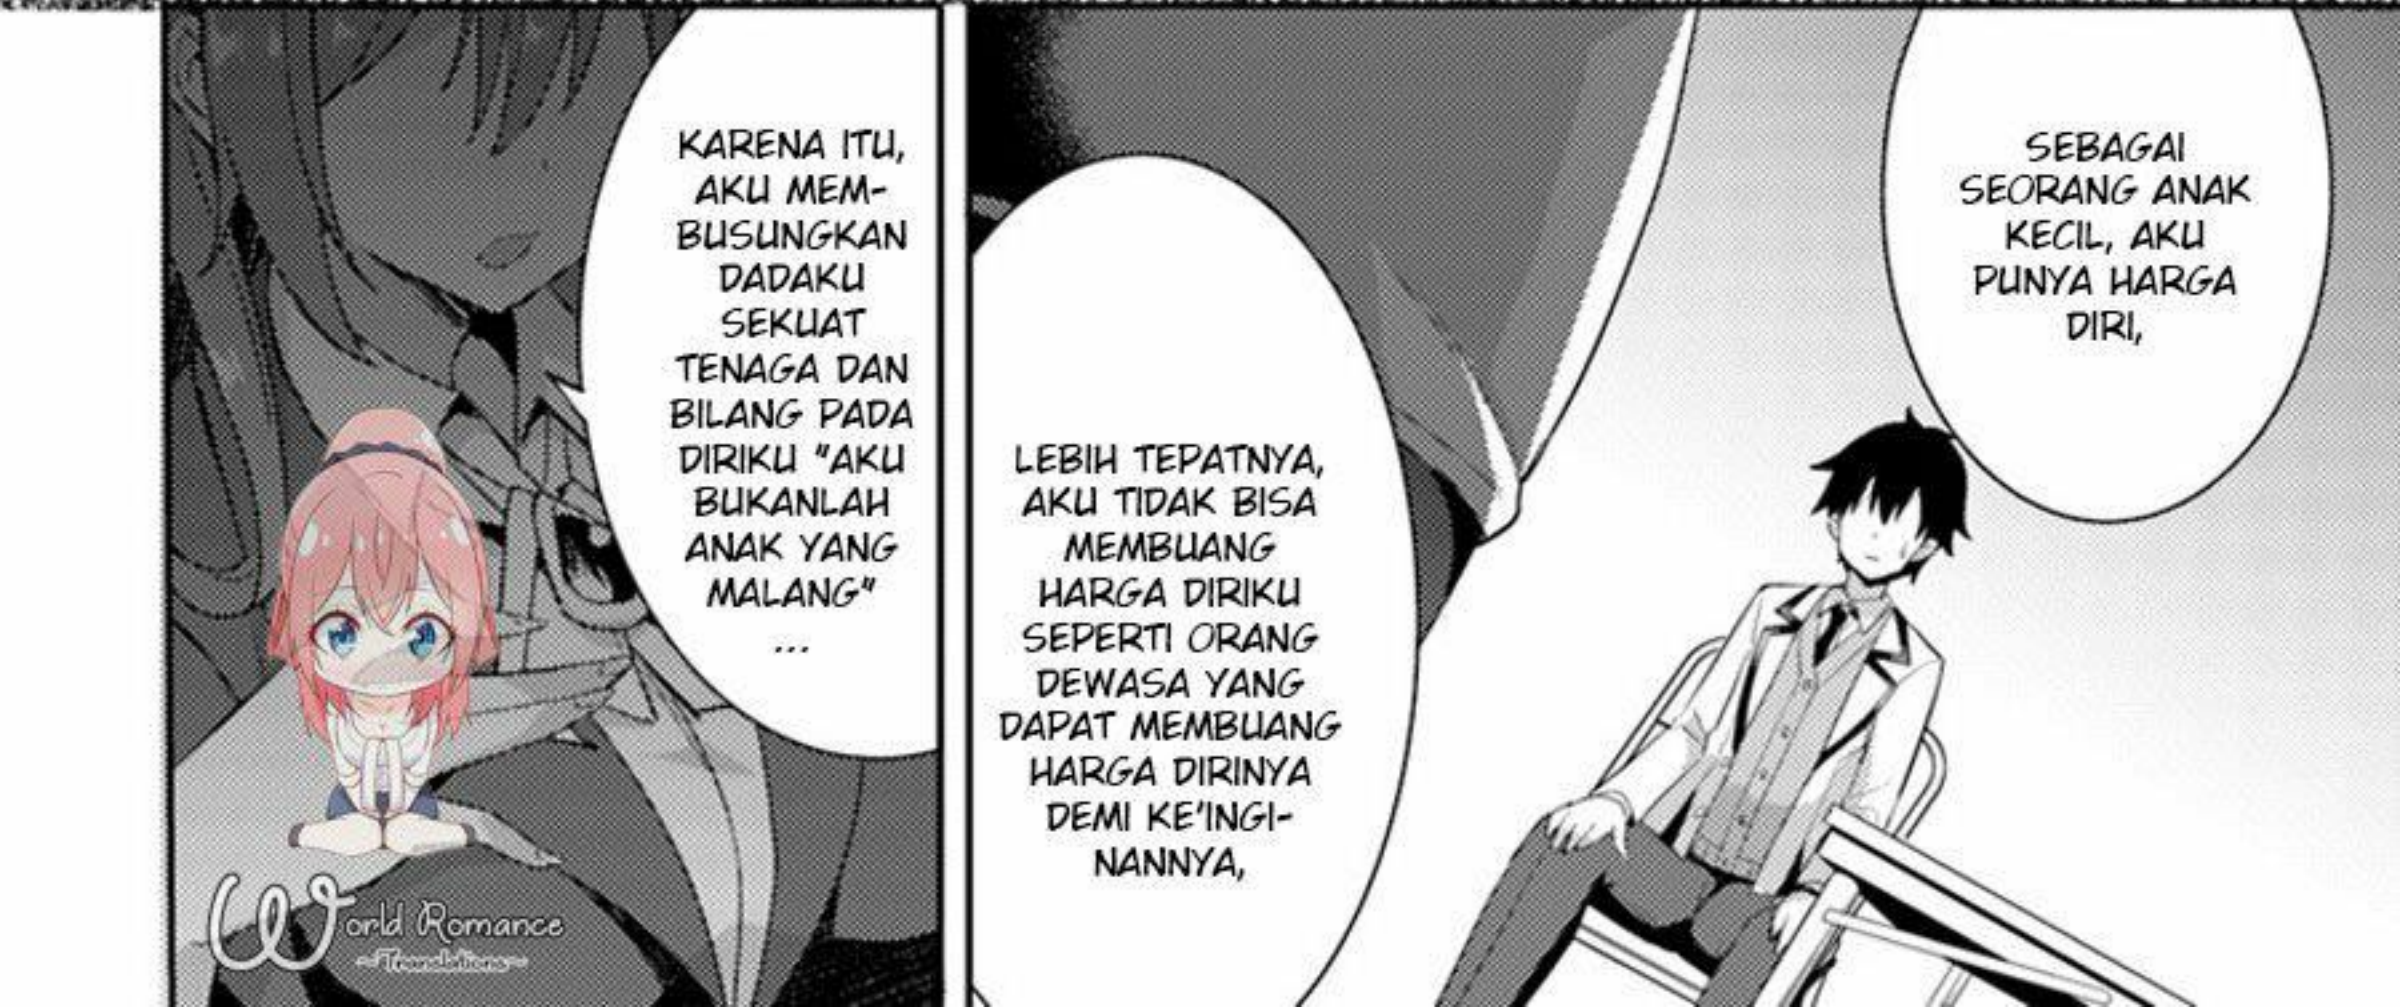 SEBAGAI
SEORANG ANAK
KECIL, AKU
PUNYA HARGA
DIRI,
LEBIH TEPATNYA,
AKU TIDAK BISA
MEMBUANG
HARGA DIRIKU
SEPERTI ORANG
DEWASA YANG
DAPAT MEMBUANG
HARGA DIRINYA
DEMI KE'INGI-
NANNYA,
KARENA ITU,
AKU MEM-
BUSUNGKAN
DADAKU
SEKUAT
TENAGA DAN
BILANG PADA
DIRIKU "AKU
BUKANLAH
ANAK YANG
MALANG"
...
World Romance
~Translations~